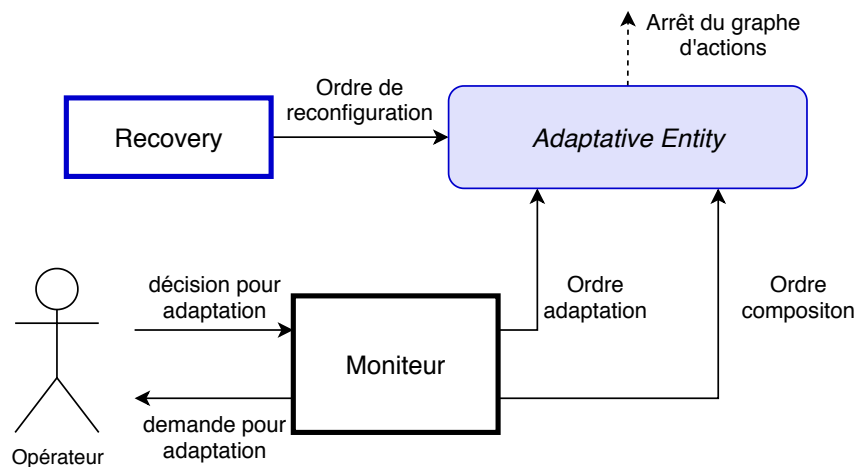 Arrêt du graphe
d'actions
Ordre de
reconfiguration
Recovery
Adaptative Entity
décision pour
adaptation
Ordre
adaptation
Ordre
compositon
Moniteur
demande pour
adaptation
Opérateur